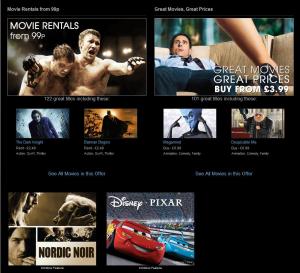 Movie Rentals from 99p
Great Movies, Great Prices
MOVIE RENTALS
from 99P
GREAT MOVIES
GREAT PRICES
BUY FROM £3.99
122 great titles including these:
101 great titles including these:
The Dark Knight
Rent - £2.49
Action, Sci-Fi, Thriller
Batman Begins
Rent - £2.49
Action, Sci-Fi, Thriller
Megamind
Buy - £6.99
Animation, Comedy, Family
Despicable Me
Buy - £6.99
Animation, Comedy, Family
See All Movies in this Offer
See All Movies in this Offer
NORDIC NOIR
DISNEY · PIXAR